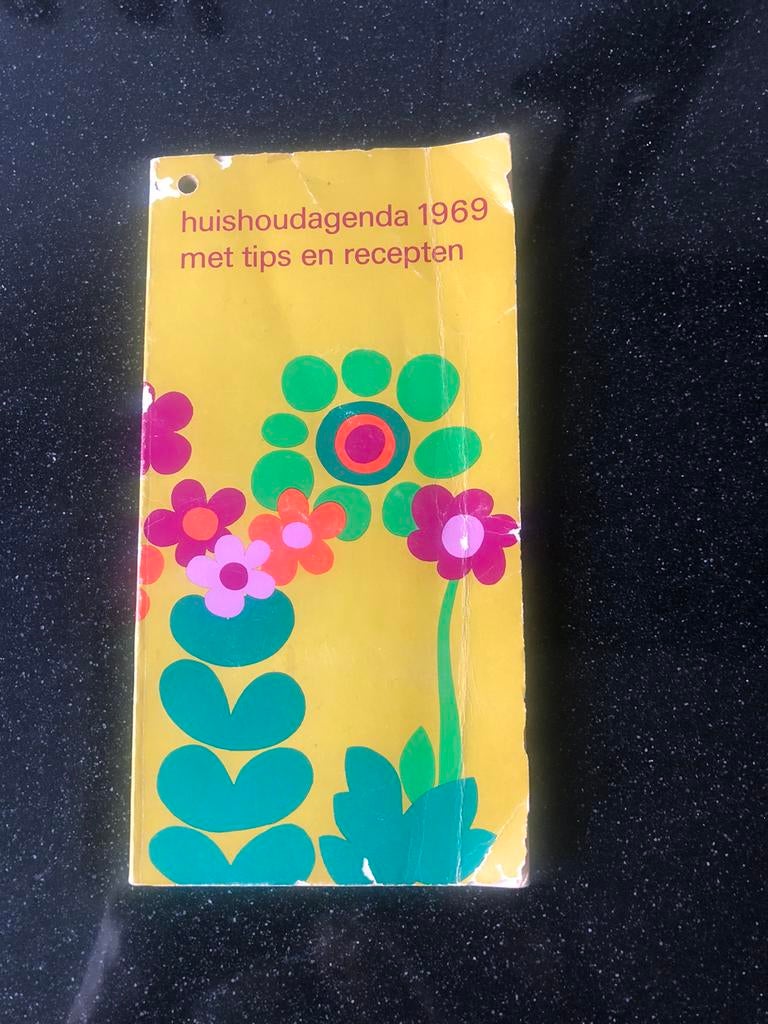 huishoudagenda 1969
met tips en recepten